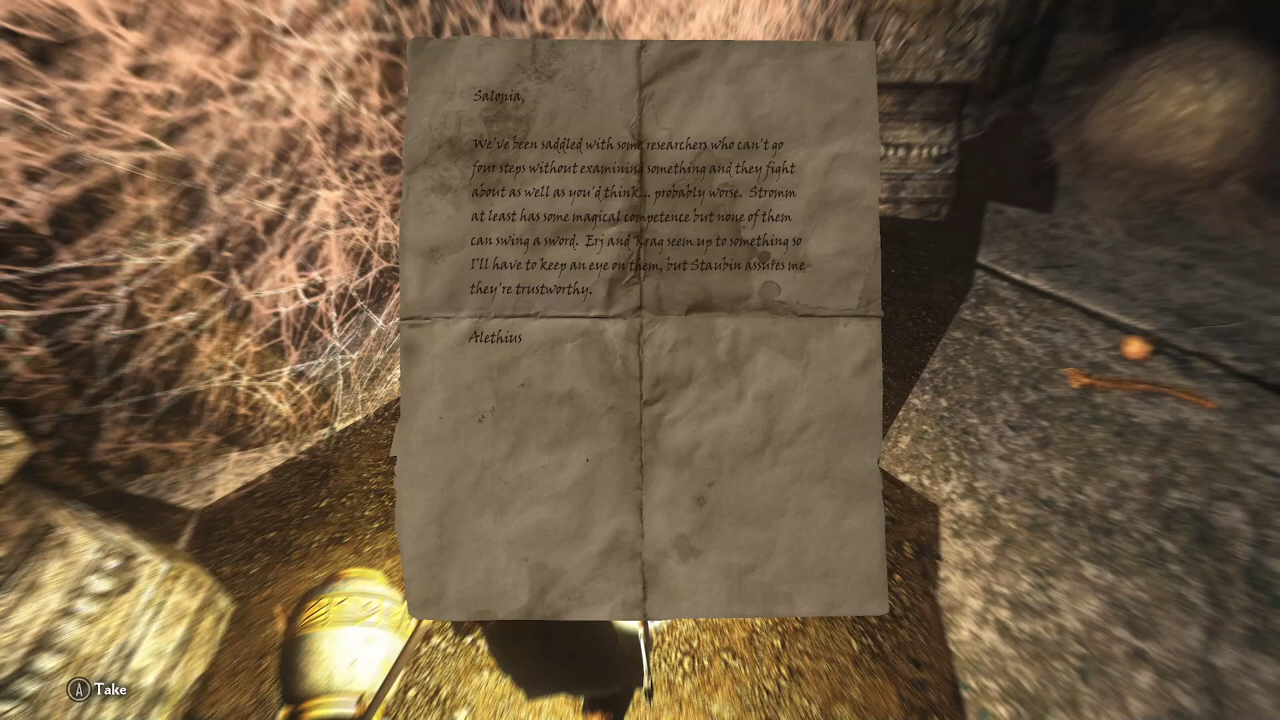 Salonia,
We've been saddled with some researchers who can't go
four steps without examining something and they fight
about as well as you'd think... probably worse. Stromm
at least has some magical competence but none of them
can swing a sword. Erj and Krag seem up to something so
I'll have to keep an eye on them, but Staubin assures me
they're trustworthy.
Alethius
A Take